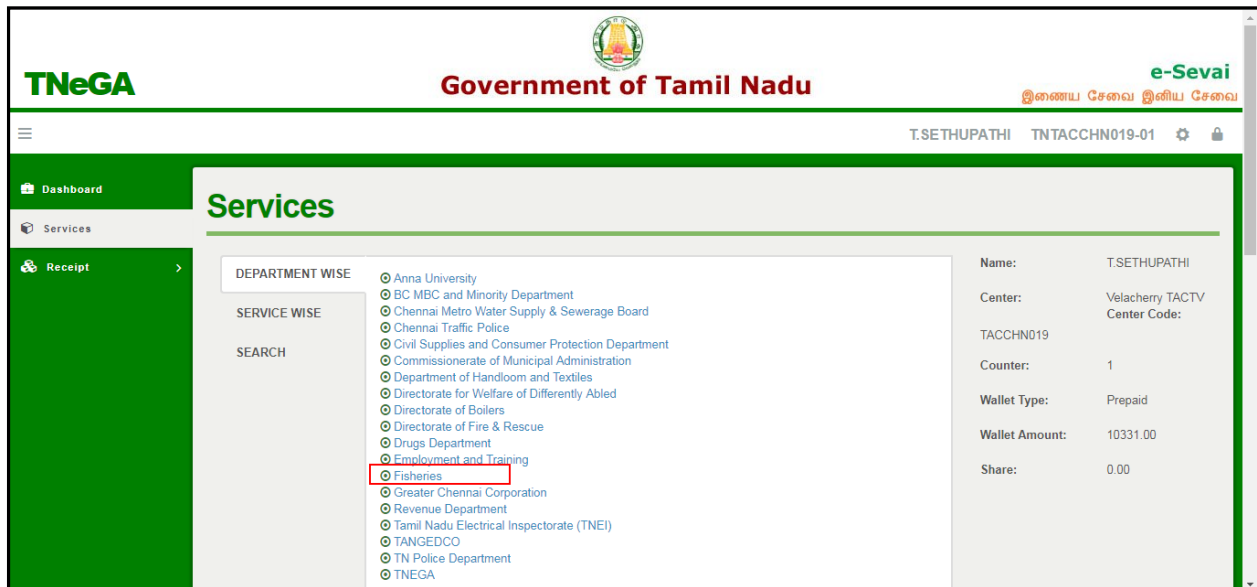 TNeGA
Government of Tamil Nadu
e-Sevai
இணைய சேவை இனிய சேவை
T.SETHUPATHI TNTACCHN019-01
Dashboard
Services
Receipt
Services
DEPARTMENT WISE
SERVICE WISE
SEARCH
Anna University
BC MBC and Minority Department
Chennai Metro Water Supply & Sewerage Board
Chennai Traffic Police
Civil Supplies and Consumer Protection Department
Commissionerate of Municipal Administration
Department of Handloom and Textiles
Directorate for Welfare of Differently Abled
Directorate of Boilers
Directorate of Fire & Rescue
Drugs Department
Employment and Training
Fisheries
Greater Chennai Corporation
Revenue Department
Tamil Nadu Electrical Inspectorate (TNEI)
TANGEDCO
TN Police Department
TNEGA
Name: T.SETHUPATHI
Center: Velacherry TACTV
Center Code:
TACCHN019
Counter: 1
Wallet Type: Prepaid
Wallet Amount: 10331.00
Share: 0.00